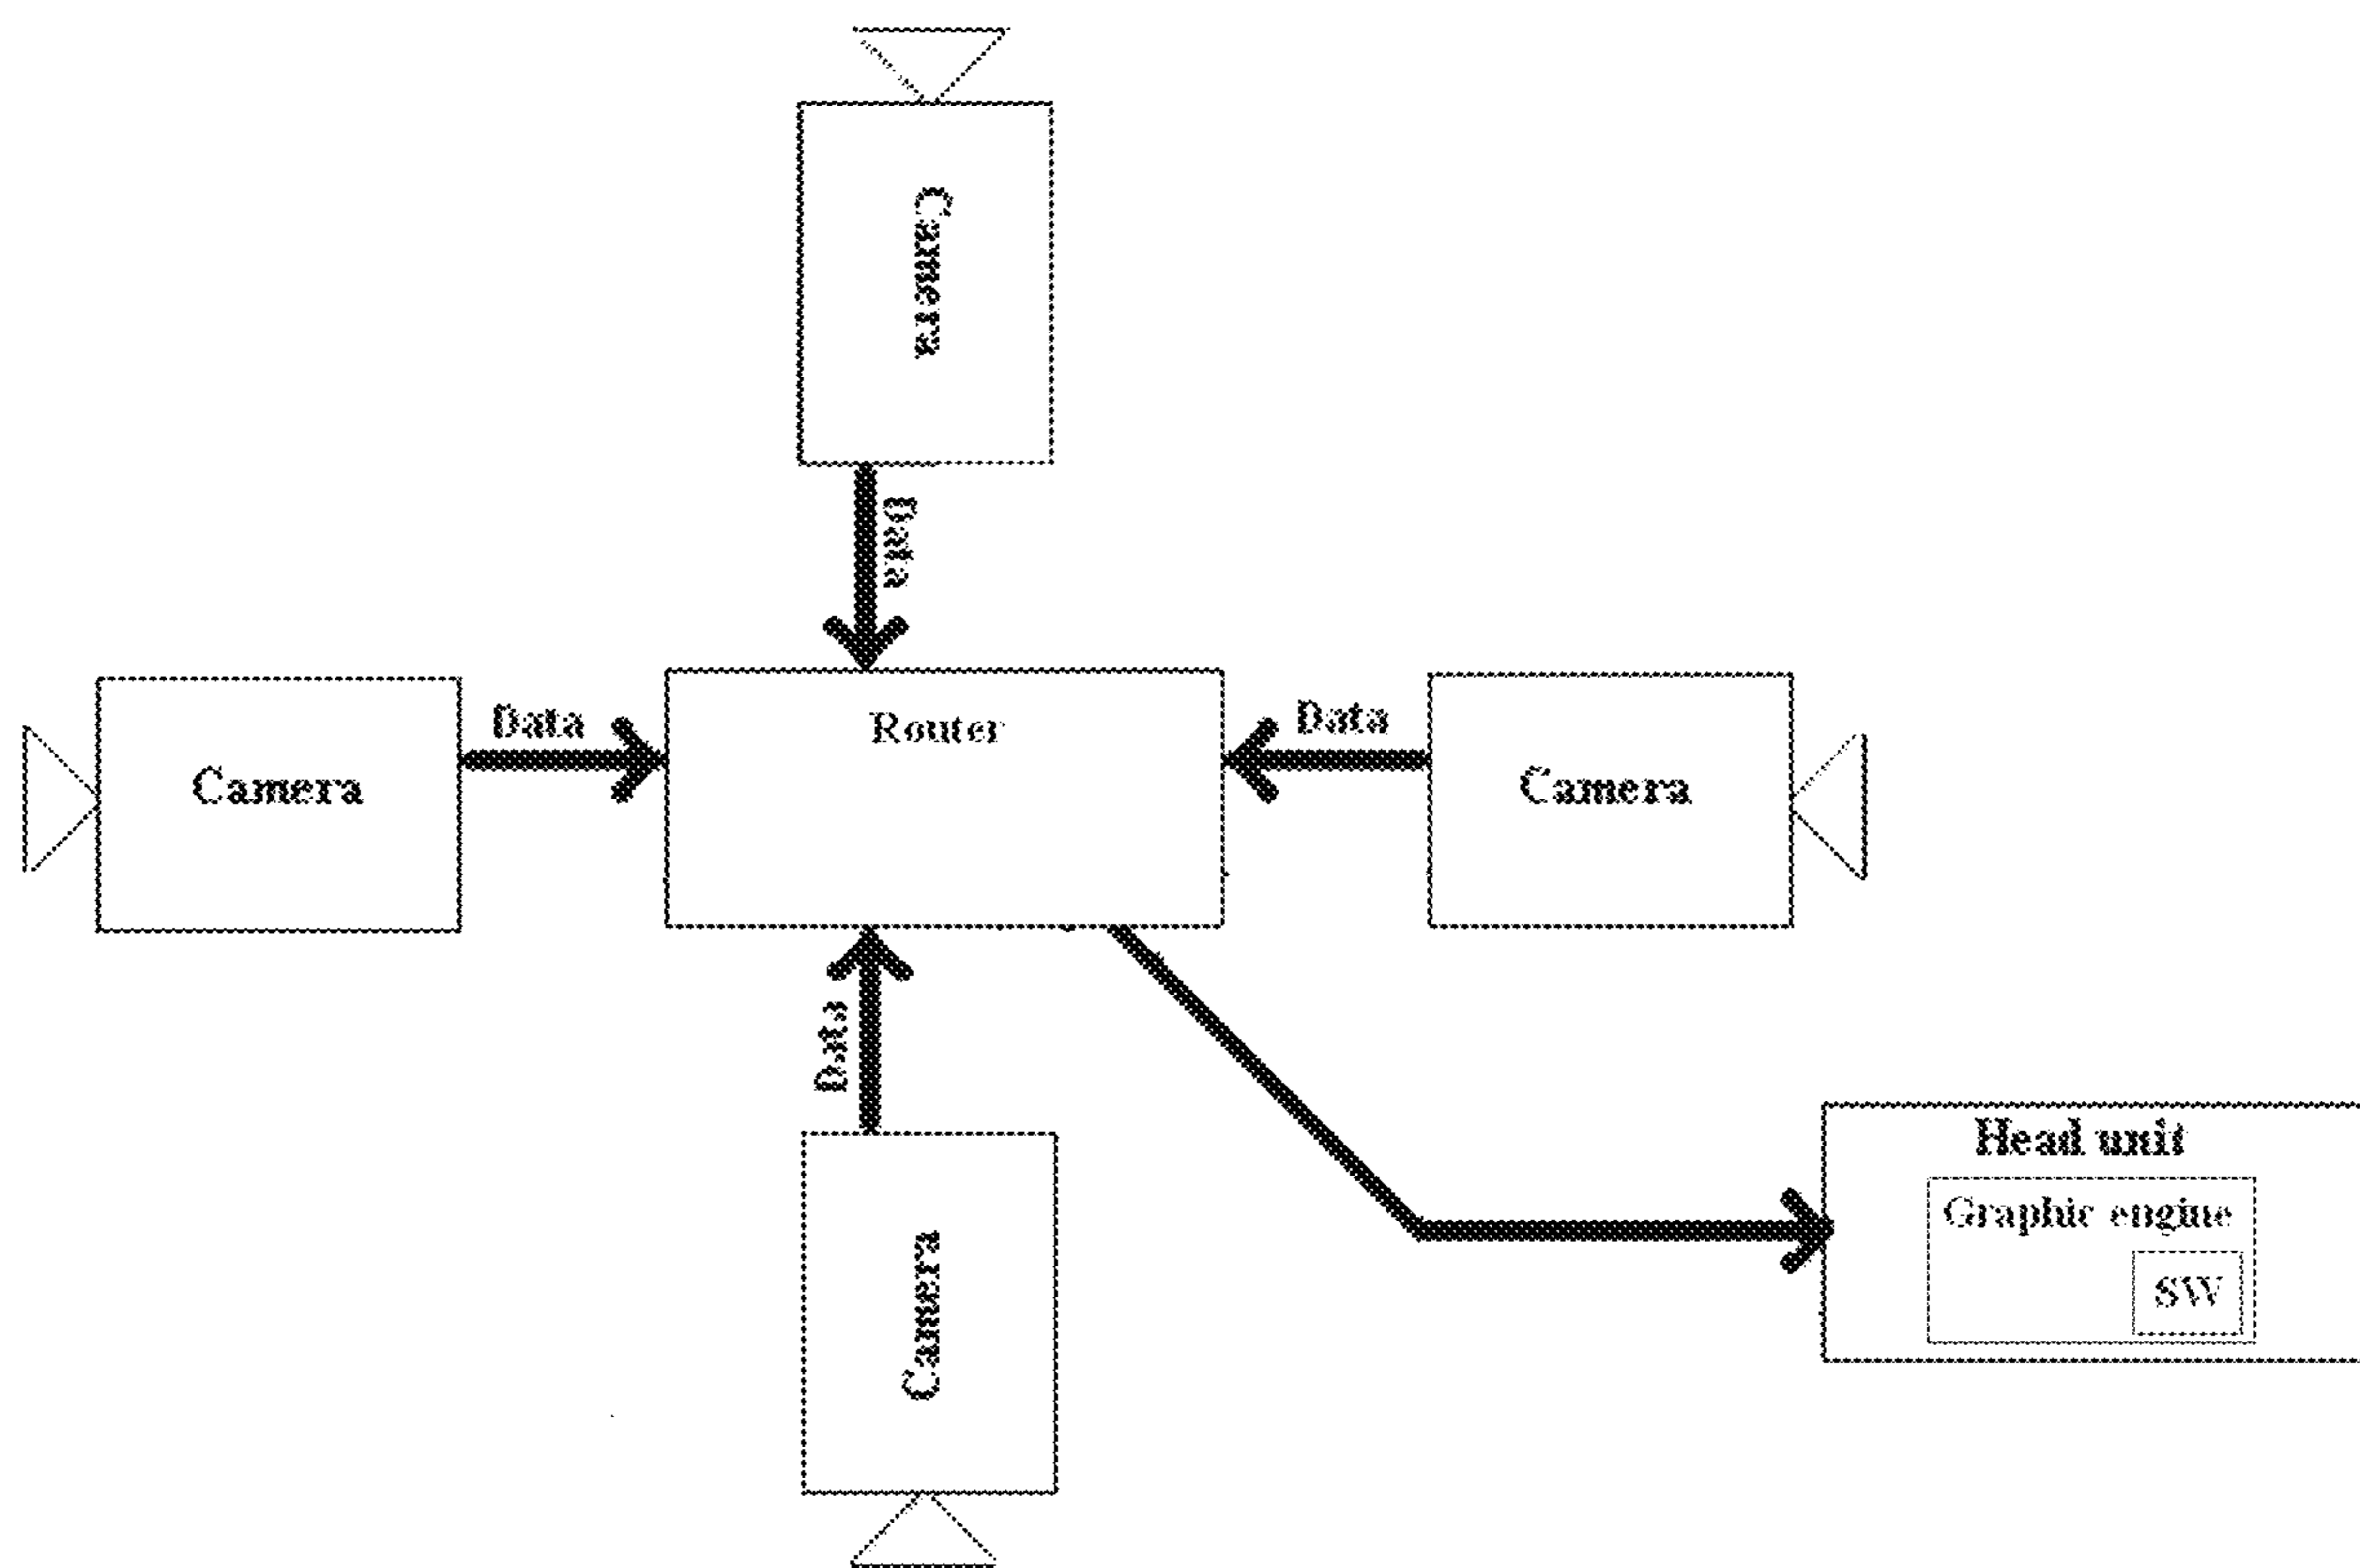 Camera
Data
Camera
Data
Router
Data
Camera
Data
Camera
Head unit
Graphic engine
SW